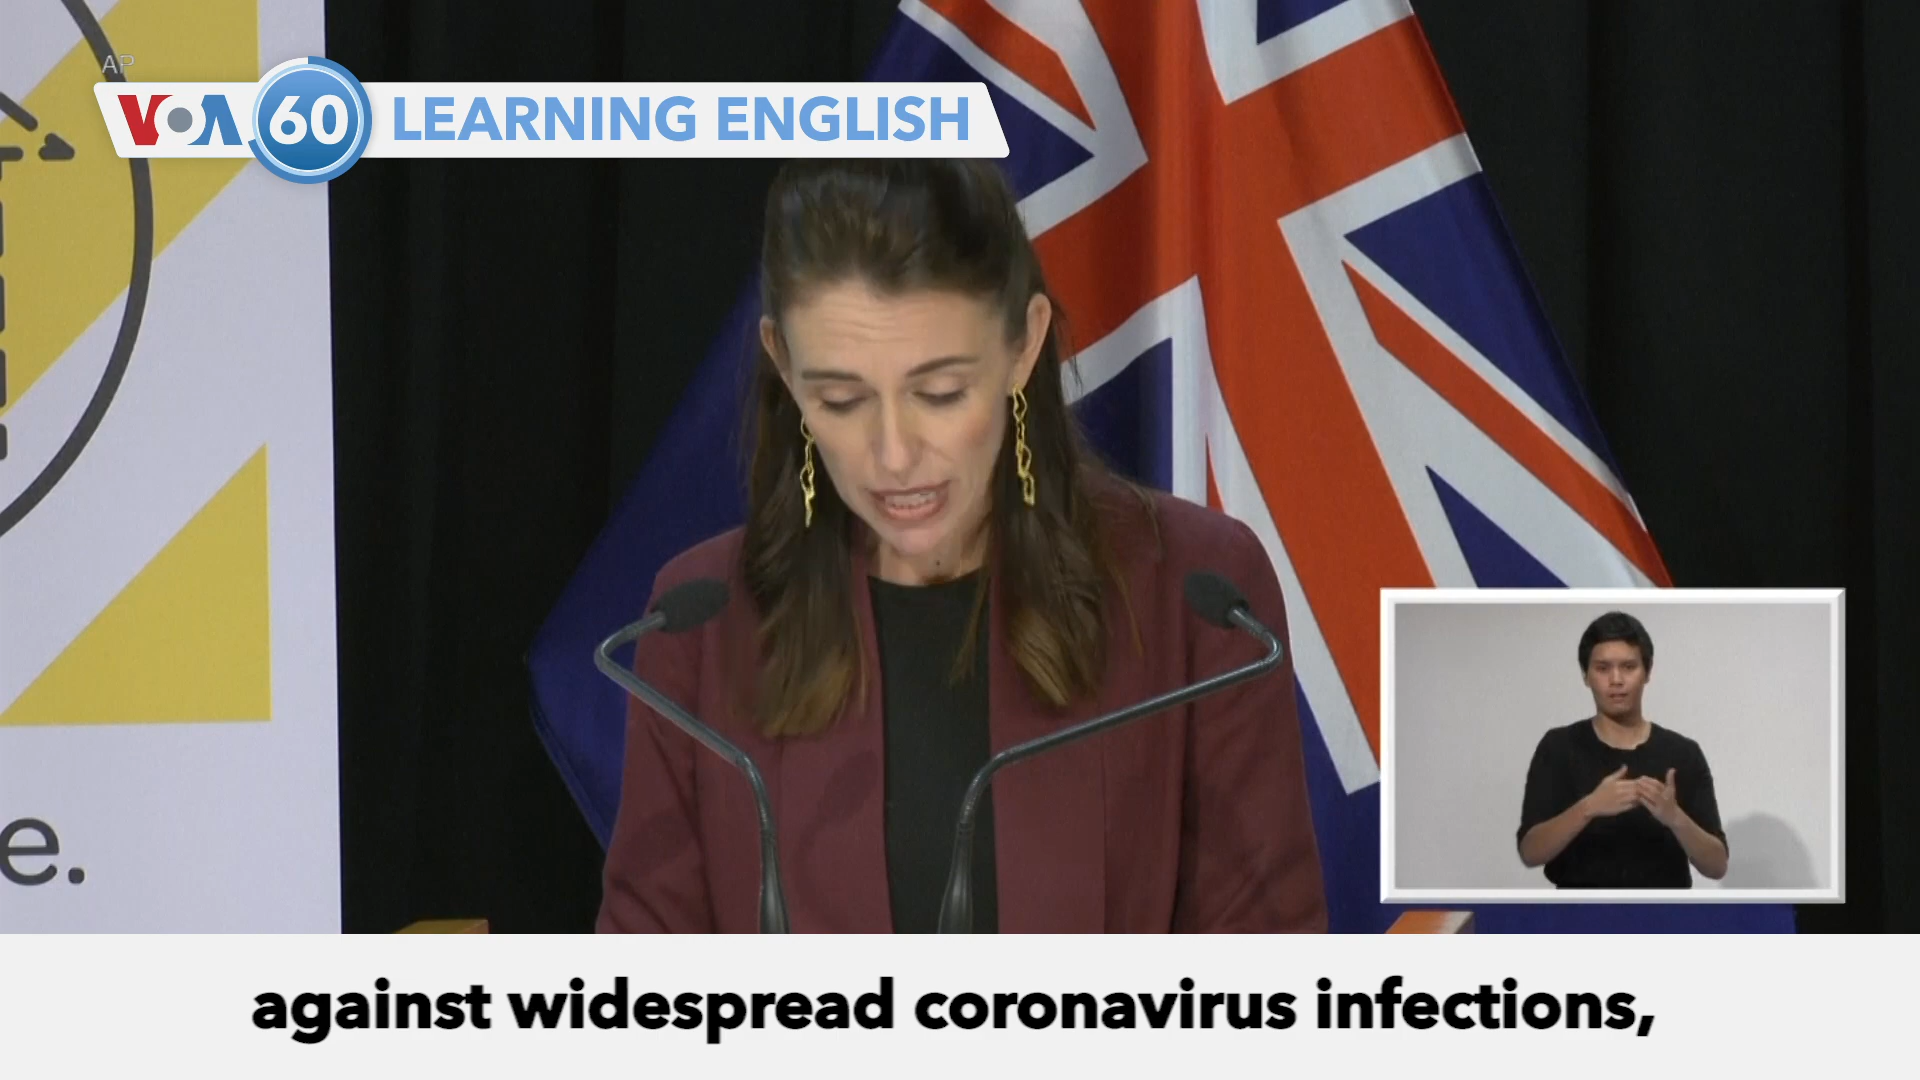 AP
VOA 60 LEARNING ENGLISH
e.
against widespread coronavirus infections,